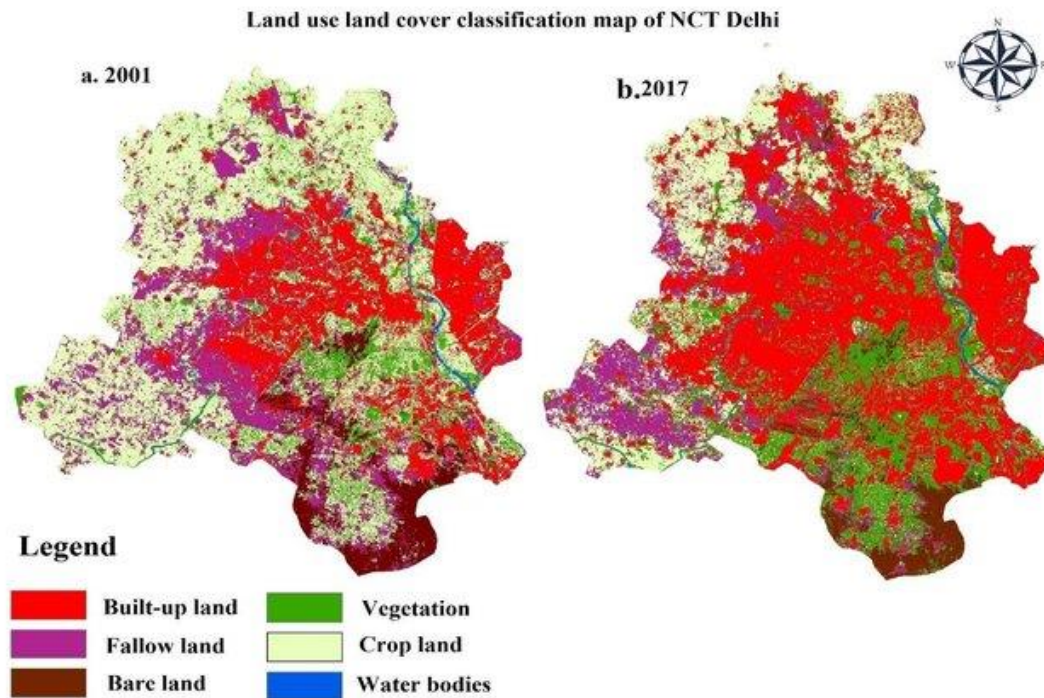 Land use land cover classification map of NCT Delhi
a. 2001
b.2017
N
W
E
S
Legend
Built-up land
Vegetation
Fallow land
Crop land
Bare land
Water bodies